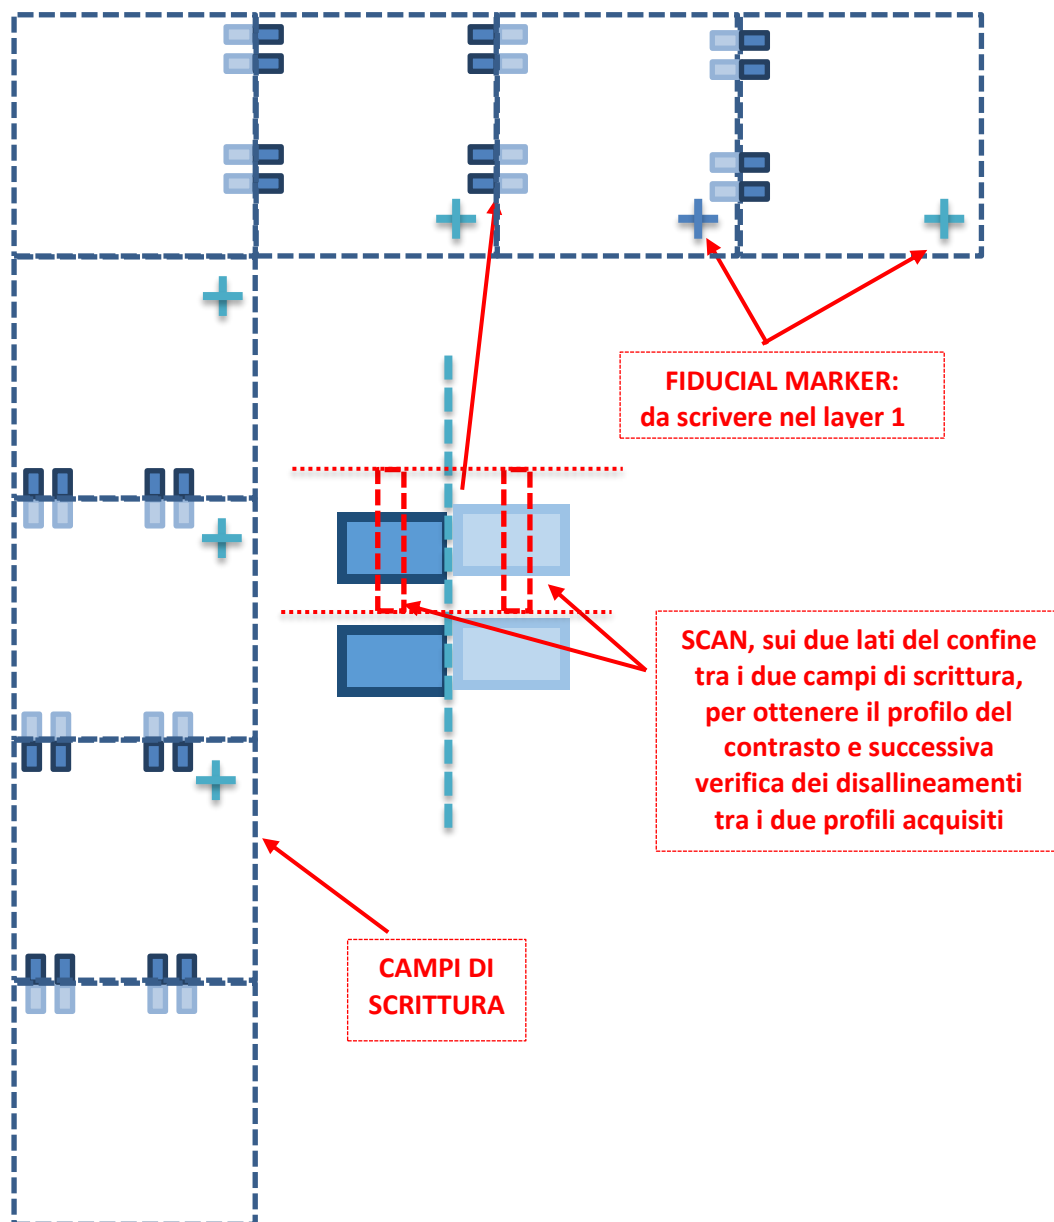 FIDUCIAL MARKER:
da scrivere nel layer 1
SCAN, sui due lati del confine
tra i due campi di scrittura,
per ottenere il profilo del
contrasto e successiva
verifica dei disallineamenti
tra i due profili acquisiti
CAMPI DI
SCRITTURA